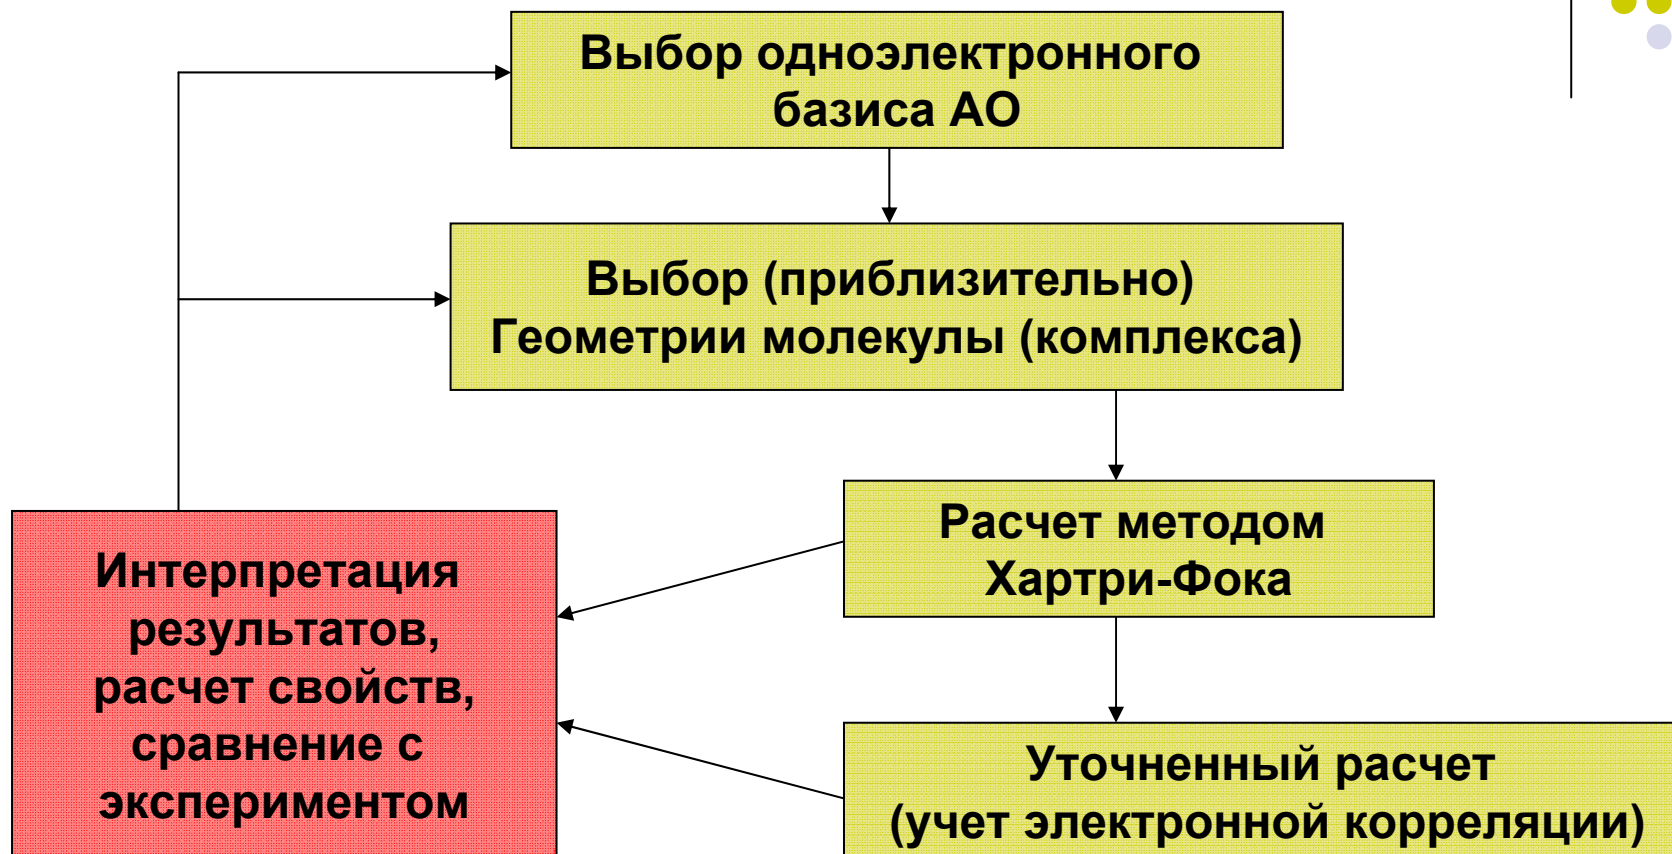 Выбор одноэлектронного
базиса АО
Выбор (приблизительно)
Геометрии молекулы (комплекса)
Расчет методом
Хартри-Фока
Интерпретация
результатов,
расчет свойств,
сравнение с
экспериментом
Уточненный расчет
(учет электронной корреляции)